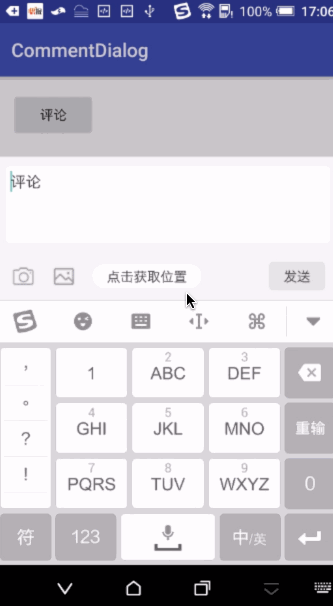 100% 17:06
CommentDialog
评论
评论
点击获取位置
发送
, 1 2 ABC 3 DEF
。 4 GHI 5 JKL 6 MNO 重输
? 7 PQRS 8 TUV 9 WXYZ 0
!
符 123 中/英